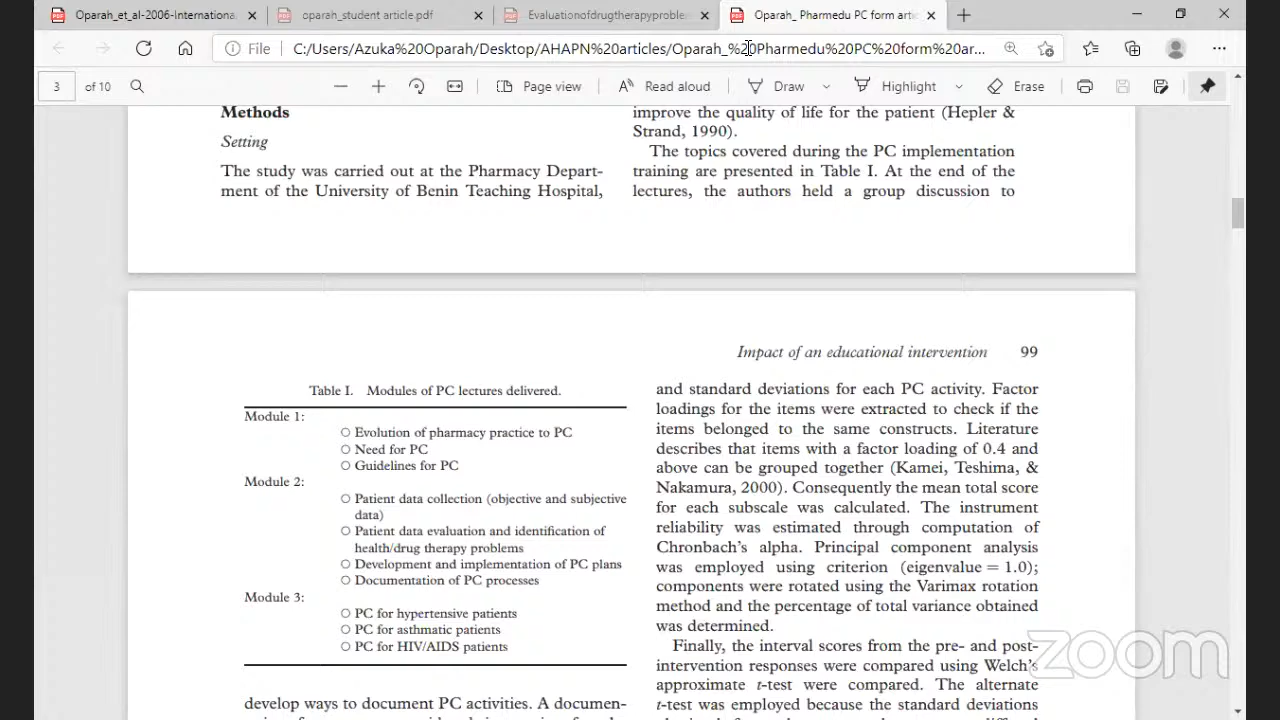 Oparah_et_al-2006-Internationa
oparah_student article.pdf
Evaluationofdrugtherapyproble
Oparah_ Pharmedu PC form arti
File
C:/Users/Azuka%20Oparah/Desktop/AHAPN%20articles/Oparah_%20Pharmedu%20PC%20form%20ar...
3
of 10
Page view
Read aloud
Draw
Highlight
Erase
Methods
Setting
The study was carried out at the Pharmacy Depart-
ment of the University of Benin Teaching Hospital,
improve the quality of life for the patient (Hepler &
Strand, 1990).
The topics covered during the PC implementation
training are presented in Table I. At the end of the
lectures, the authors held a group discussion to
Impact of an educational intervention 99
Table I. Modules of PC lectures delivered.
Module 1:
Evolution of pharmacy practice to PC
Need for PC
Guidelines for PC
Module 2:
Patient data collection (objective and subjective
data)
Patient data evaluation and identification of
health/drug therapy problems
Development and implementation of PC plans
Documentation of PC processes
Module 3:
PC for hypertensive patients
PC for asthmatic patients
PC for HIV/AIDS patients
develop ways to document PC activities. A documen-
and standard deviations for each PC activity. Factor
loadings for the items were extracted to check if the
items belonged to the same constructs. Literature
describes that items with a factor loading of 0.4 and
above can be grouped together (Kamei, Teshima, &
Nakamura, 2000). Consequently the mean total score
for each subscale was calculated. The instrument
reliability was estimated through computation of
Chronbach's alpha. Principal component analysis
was employed using criterion (eigenvalue = 1.0);
components were rotated using the Varimax rotation
method and the percentage of total variance obtained
was determined.
Finally, the interval scores from the pre- and post-
intervention responses were compared using Welch's
approximate t-test were compared. The alternate
t-test was employed because the standard deviations
zoom